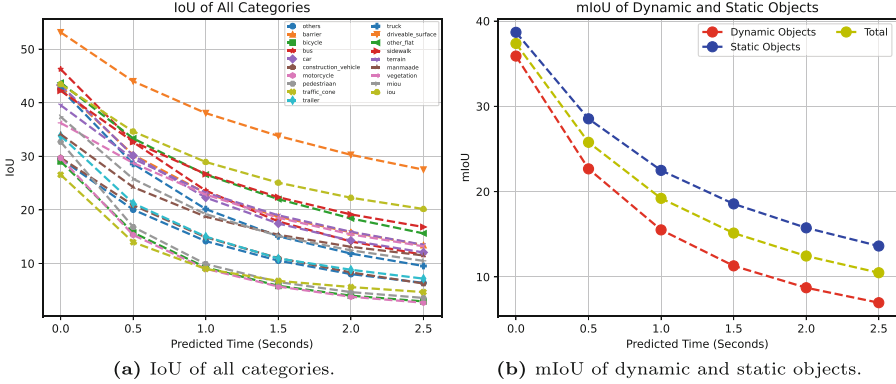 IoU of All Categories
50
40
30
20
10
IoU
0.0 0.5 1.0 1.5 2.0 2.5
Predicted Time (Seconds)
others
barrier
bicycle
bus
car
construction_vehicle
motorcycle
pedestriaan
traffic_cone
trailer
truck
driveable_surface
other_flat
sidewalk
terrain
manmaade
vegetation
miou
iou
(a) IoU of all categories.
mIoU of Dynamic and Static Objects
40
30
20
10
mIoU
0.0 0.5 1.0 1.5 2.0 2.5
Predicted Time (Seconds)
Dynamic Objects
Static Objects
Total
(b) mIoU of dynamic and static objects.